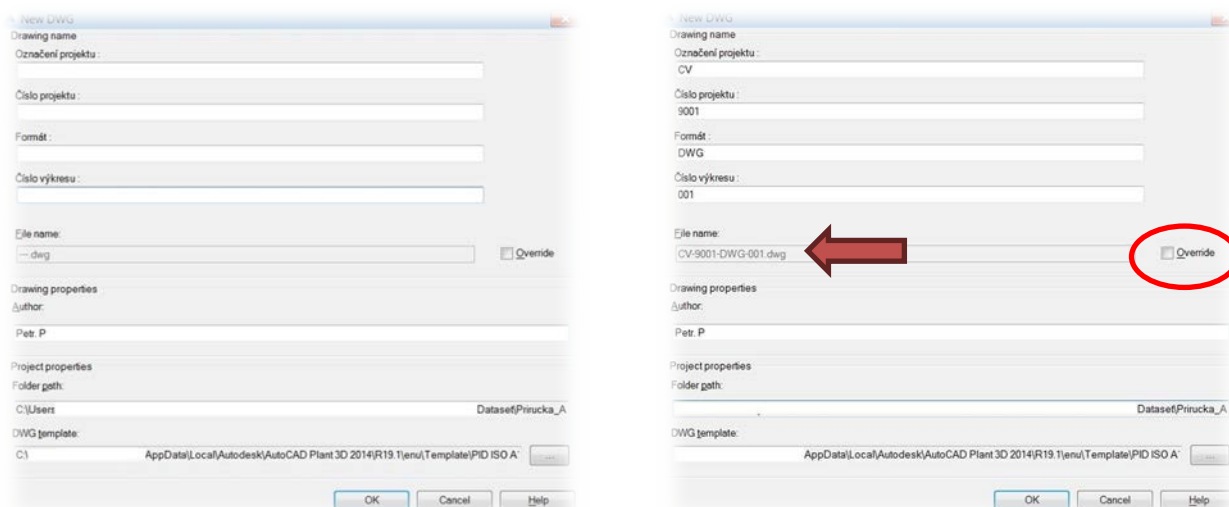 New DWG
Drawing name
Označení projektu :
Číslo projektu :
Formát :
Číslo výkresu :
File name:
--- dwg
Override
Drawing properties
Author:
Petr. P
Project properties
Folder path:
C:\Users Dataset\Prirucka_A
DWG template:
C:\ AppData\Local\Autodesk\AutoCAD Plant 3D 2014\R19.1\enu\Template\PID ISO A
...
OK Cancel Help
New DWG
Drawing name
Označení projektu :
CV
Číslo projektu :
9001
Formát :
DWG
Číslo výkresu :
001
File name:
CV-9001-DWG-001.dwg
Override
Drawing properties
Author:
Petr. P
Project properties
Folder path:
Dataset\Prirucka_A
DWG template:
AppData\Local\Autodesk\AutoCAD Plant 3D 2014\R19.1\enu\Template\PID ISO A
...
OK Cancel Help